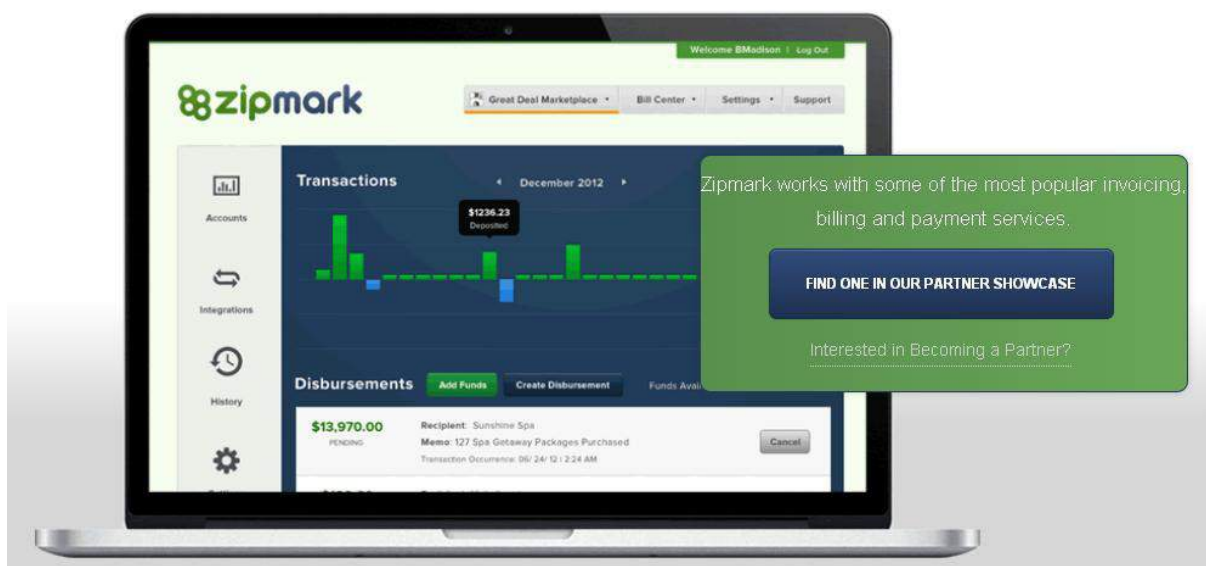 Welcome BMadison | Log Out
zipmark
Great Deal Marketplace
Bill Center
Settings
Support
Accounts
Integrations
History
Transactions
December 2012
$1236.23
Deposited
Disbursements
Add Funds
Create Disbursement
Funds Avail
$13,970.00
PENDING
Recipient: Sunshine Spa
Memo: 127 Spa Getaway Packages Purchased
Transaction Occurrence: 06/ 24/ 12 | 2:24 AM
Cancel
Zipmark works with some of the most popular invoicing,
billing and payment services.
FIND ONE IN OUR PARTNER SHOWCASE
Interested in Becoming a Partner?